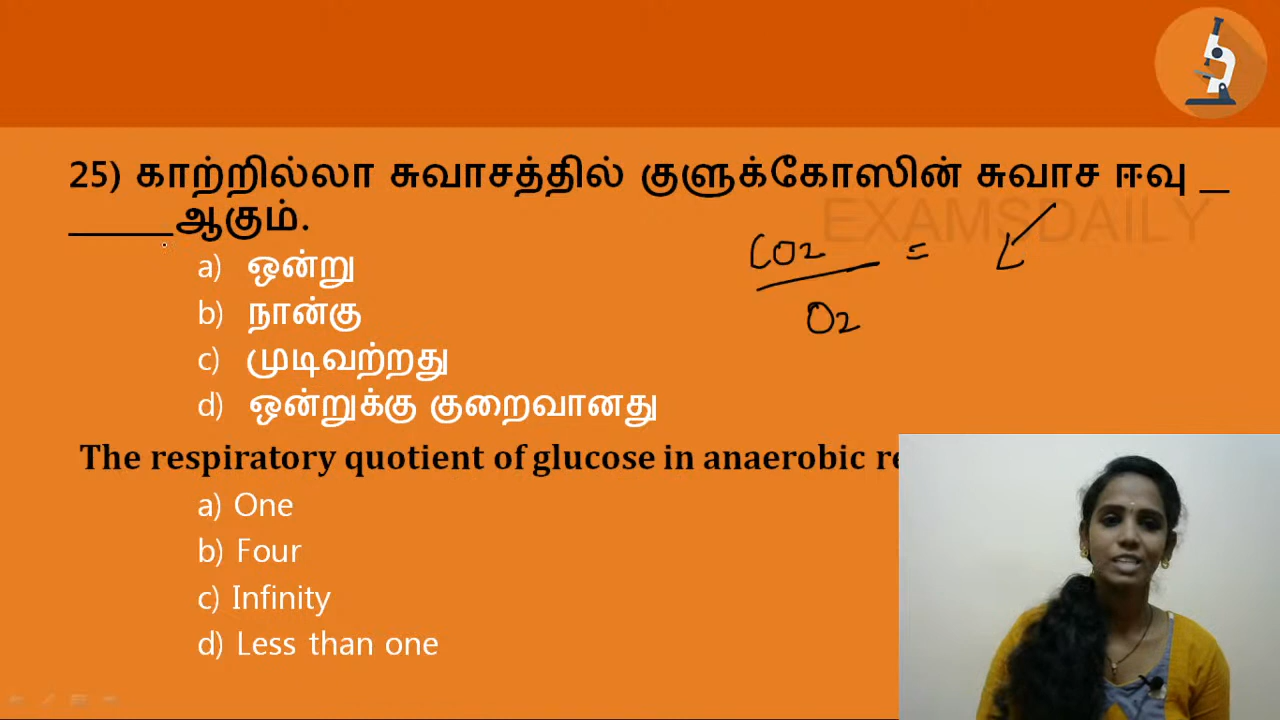 25) காற்றில்லா சுவாசத்தில் குளுக்கோஸின் சுவாச ஈவு _
______ஆகும்.
EXAMSDAILY
CO2
=
O2
a) ஒன்று
b) நான்கு
c) முடிவற்றது
d) ஒன்றுக்கு குறைவானது
The respiratory quotient of glucose in anaerobic re
a) One
b) Four
c) Infinity
d) Less than one